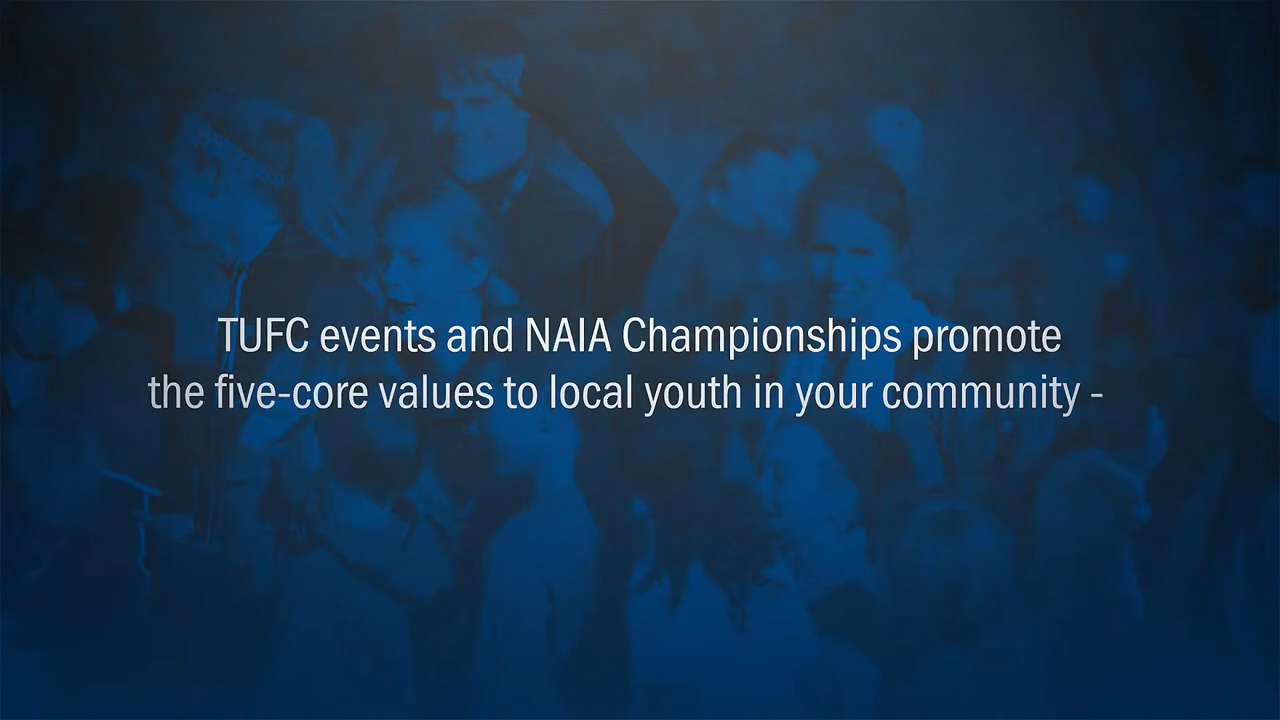 TUFC events and NAIA Championships promote
the five-core values to local youth in your community -